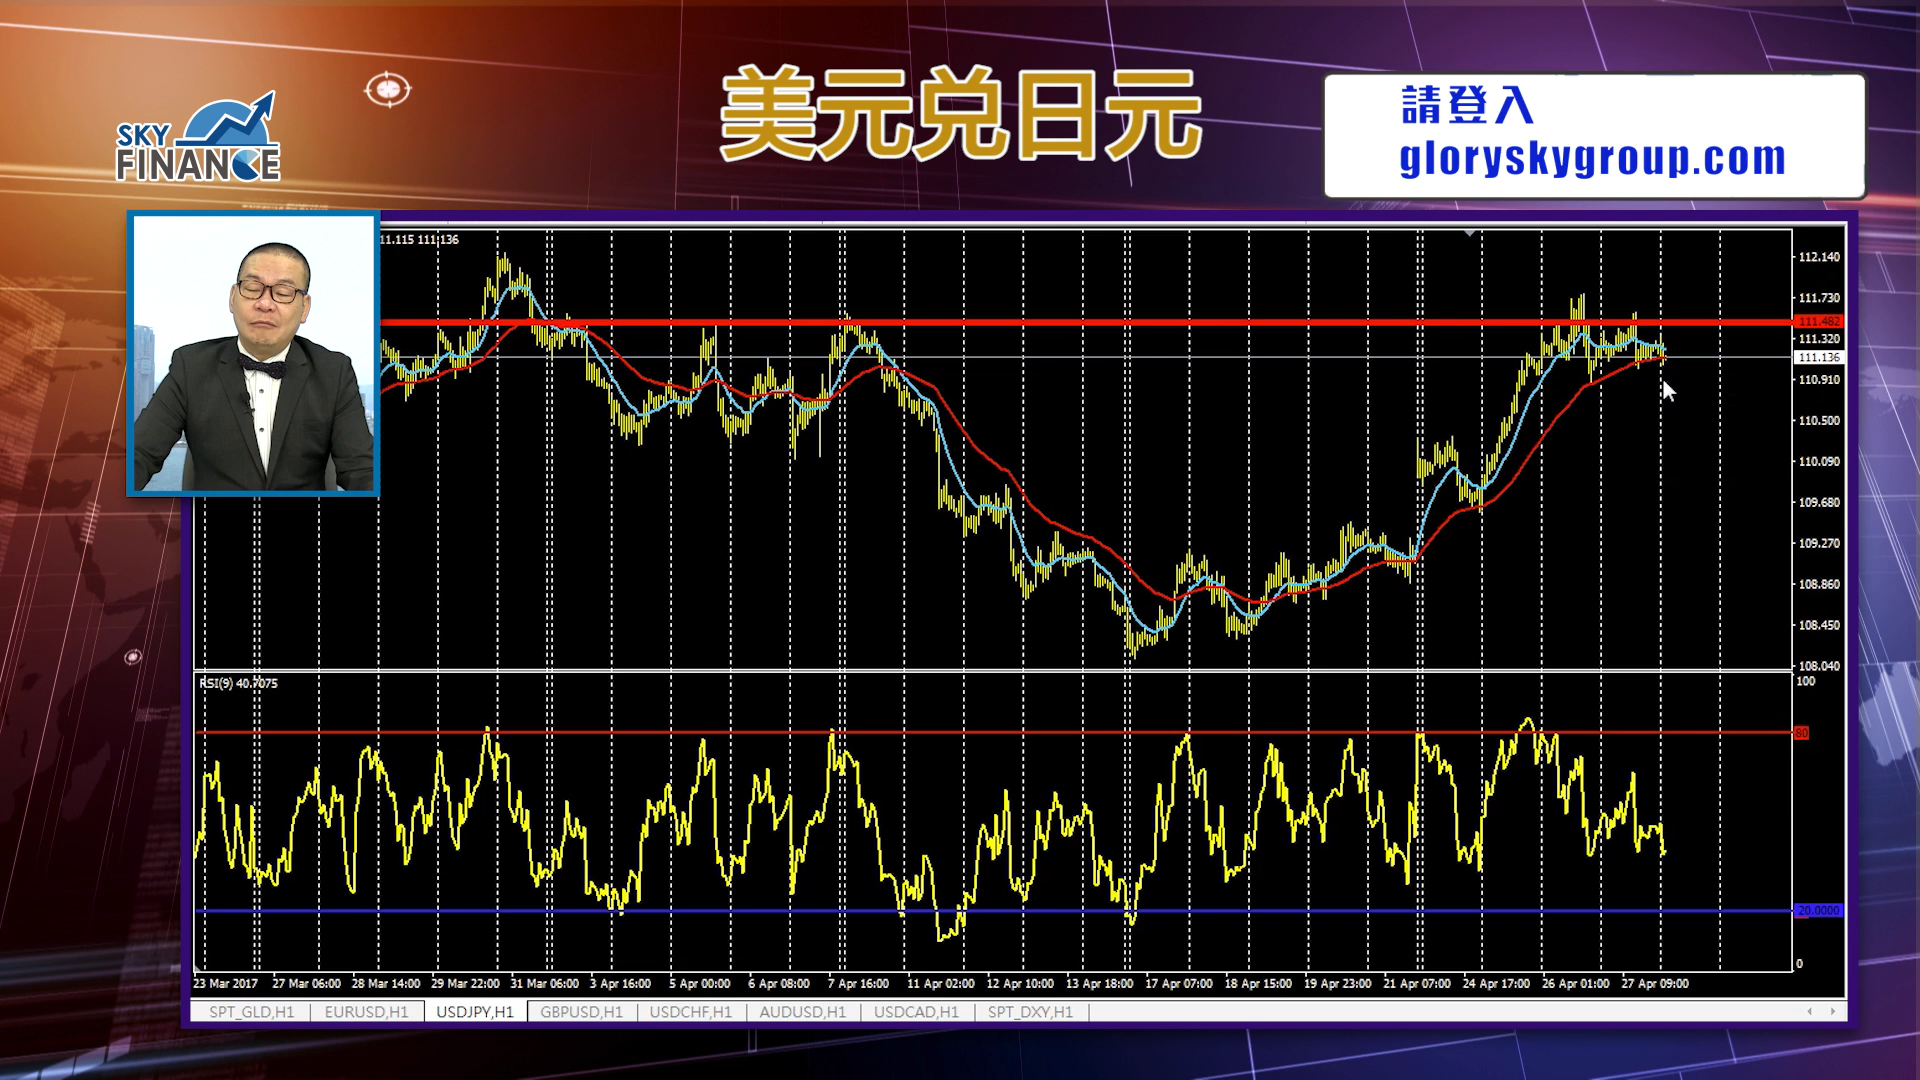 美元兑日元
請登入
gloryskygroup.com
SKY
FINANCE
11.115 111.136
112.140
111.730
111.482
111.320
111.136
110.910
110.500
110.090
109.680
109.270
108.860
108.450
108.040
RSI(9) 40.7075
100
80
20.0000
0
23 Mar 2017 27 Mar 06:00 28 Mar 14:00 29 Mar 22:00 31 Mar 06:00 3 Apr 16:00 5 Apr 00:00 6 Apr 08:00 7 Apr 16:00 11 Apr 02:00 12 Apr 10:00 13 Apr 18:00 17 Apr 07:00 18 Apr 15:00 19 Apr 23:00 21 Apr 07:00 24 Apr 17:00 26 Apr 01:00 27 Apr 09:00
SPT_GLD,H1 EURUSD,H1 USDJPY,H1 GBPUSD,H1 USDCHF,H1 AUDUSD,H1 USDCAD,H1 SPT_DXY,H1